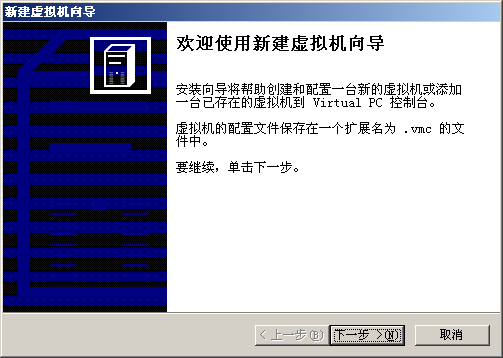 新建虚拟机向导
欢迎使用新建虚拟机向导
安装向导将帮助创建和配置一台新的虚拟机或添加
一台已存在的虚拟机到 Virtual PC 控制台。
虚拟机的配置文件保存在一个扩展名为 .vmc 的文
件中。
要继续，单击下一步。
< 上一步(B) 下一步 >(N) 取消